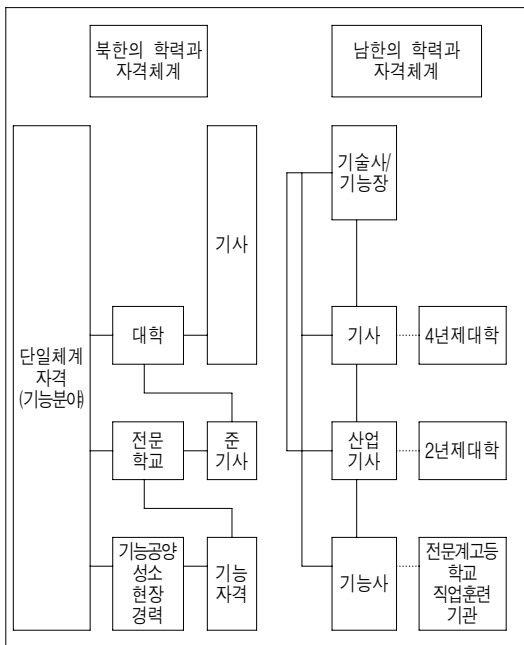 북한의 학력과
자격체계
남한의 학력과
자격체계
단일체계
자격
(기능분야)
기사
대학
전문
학교
준
기사
기능공양
성소
현장
경력
기능
자격
기술사/
기능장
기사
4년제대학
산업
기사
2년제대학
기능사
전문계고등
학교
직업훈련
기관